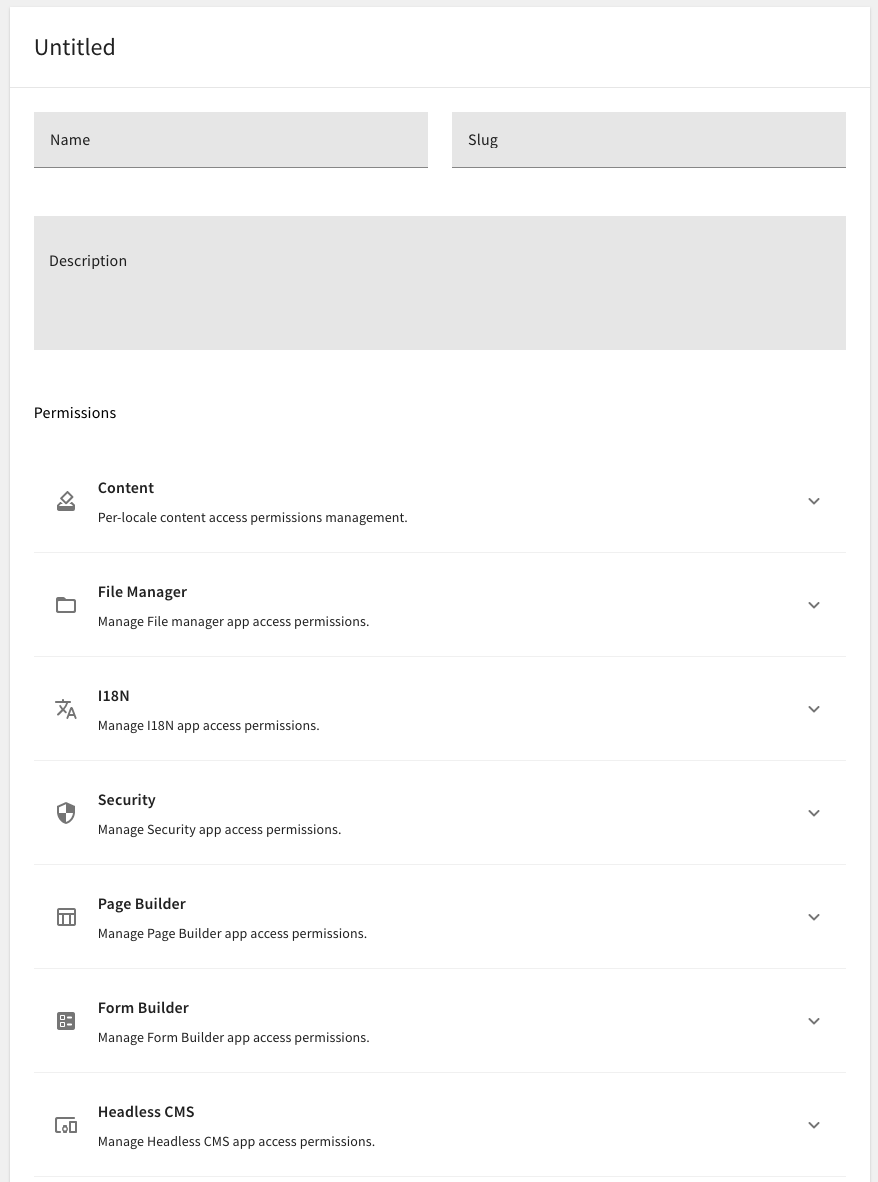 Untitled
Name
Slug
Description
Permissions
Content
Per-locale content access permissions management.
File Manager
Manage File manager app access permissions.
I18N
Manage I18N app access permissions.
Security
Manage Security app access permissions.
Page Builder
Manage Page Builder app access permissions.
Form Builder
Manage Form Builder app access permissions.
Headless CMS
Manage Headless CMS app access permissions.